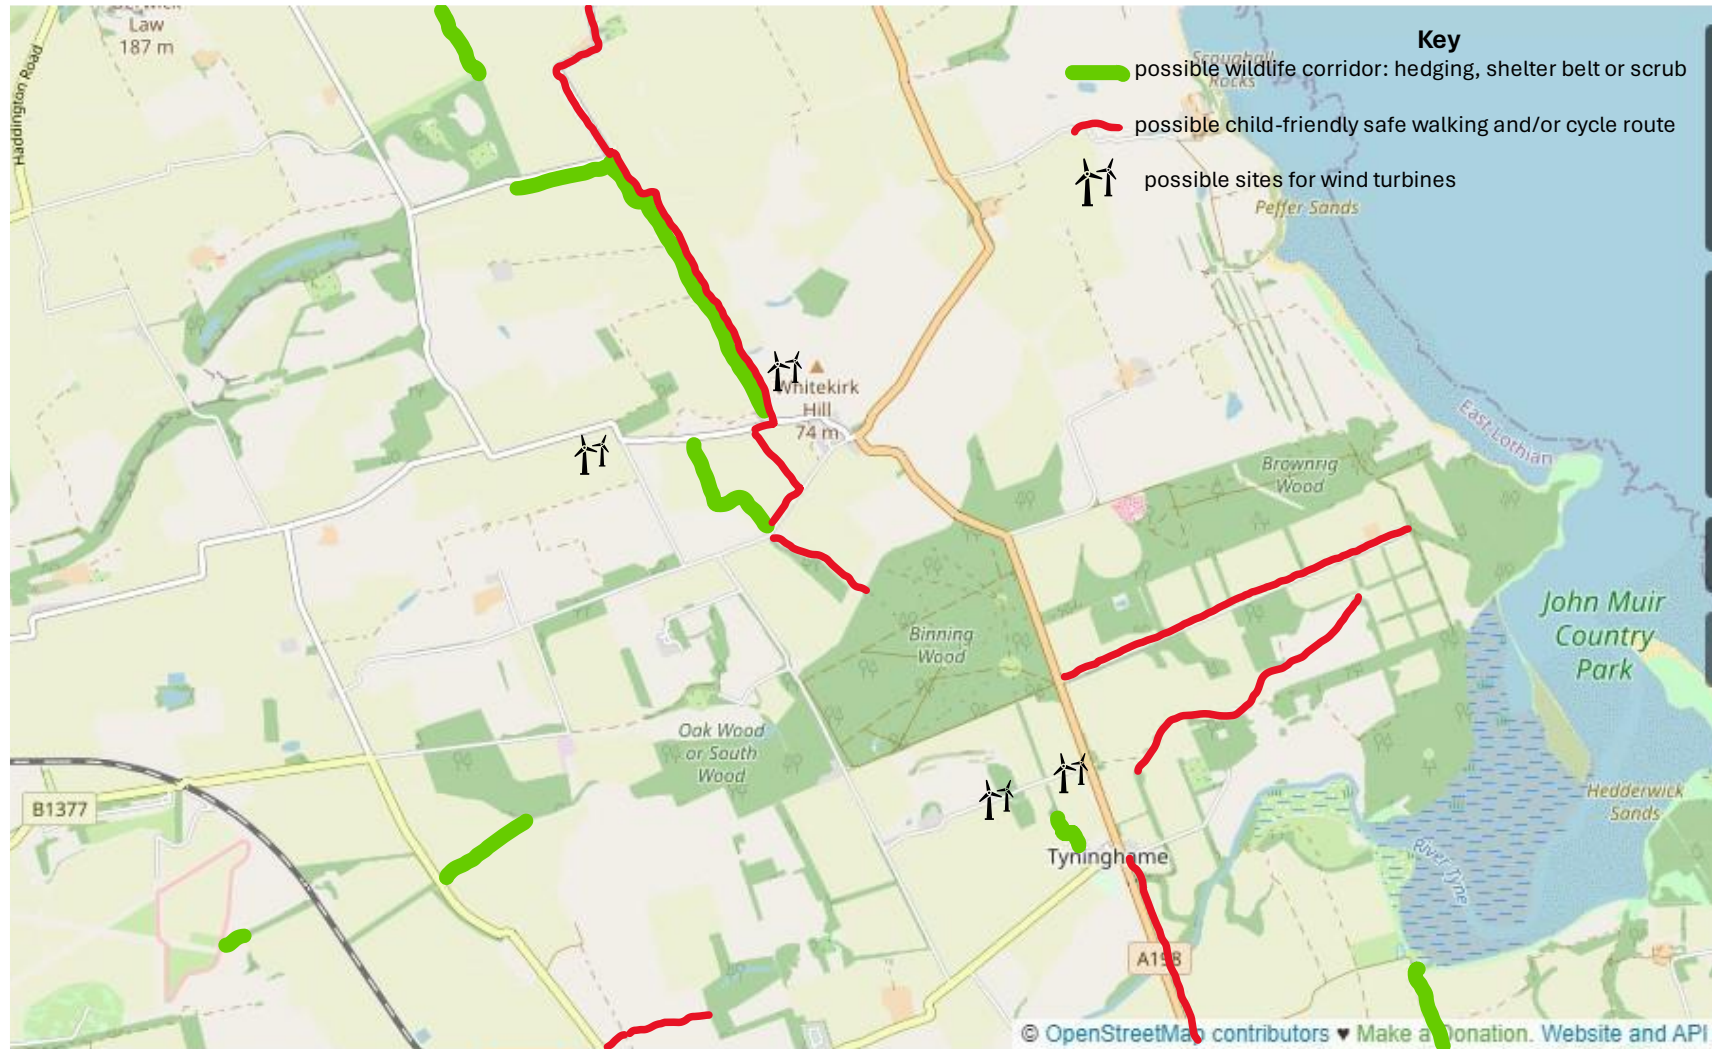 Law
187 m
Haddington Road
Key
Scoughall
Rocks
possible wildlife corridor: hedging, shelter belt or scrub
possible child-friendly safe walking and/or cycle route
possible sites for wind turbines
Peffer Sands
Whitekirk
Hill
74 m
East Lothian
Brownrig
Wood
John Muir
Country
Park
Binning
Wood
Oak Wood
or South
Wood
B1377
Hedderwick
Sands
River Tyne
Tyninghame
A198
© OpenStreetMap contributors ♥ Make a Donation. Website and API